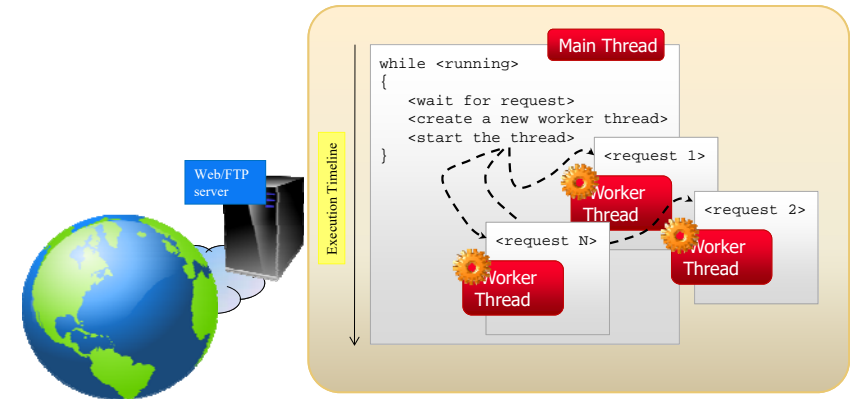 Main Thread
while <running>
{
<wait for request>
<create a new worker thread>
<start the thread>
}
Execution Timeline
Web/FTP
server
<request 1>
Worker
Thread
<request 2>
Worker
Thread
<request N>
Worker
Thread